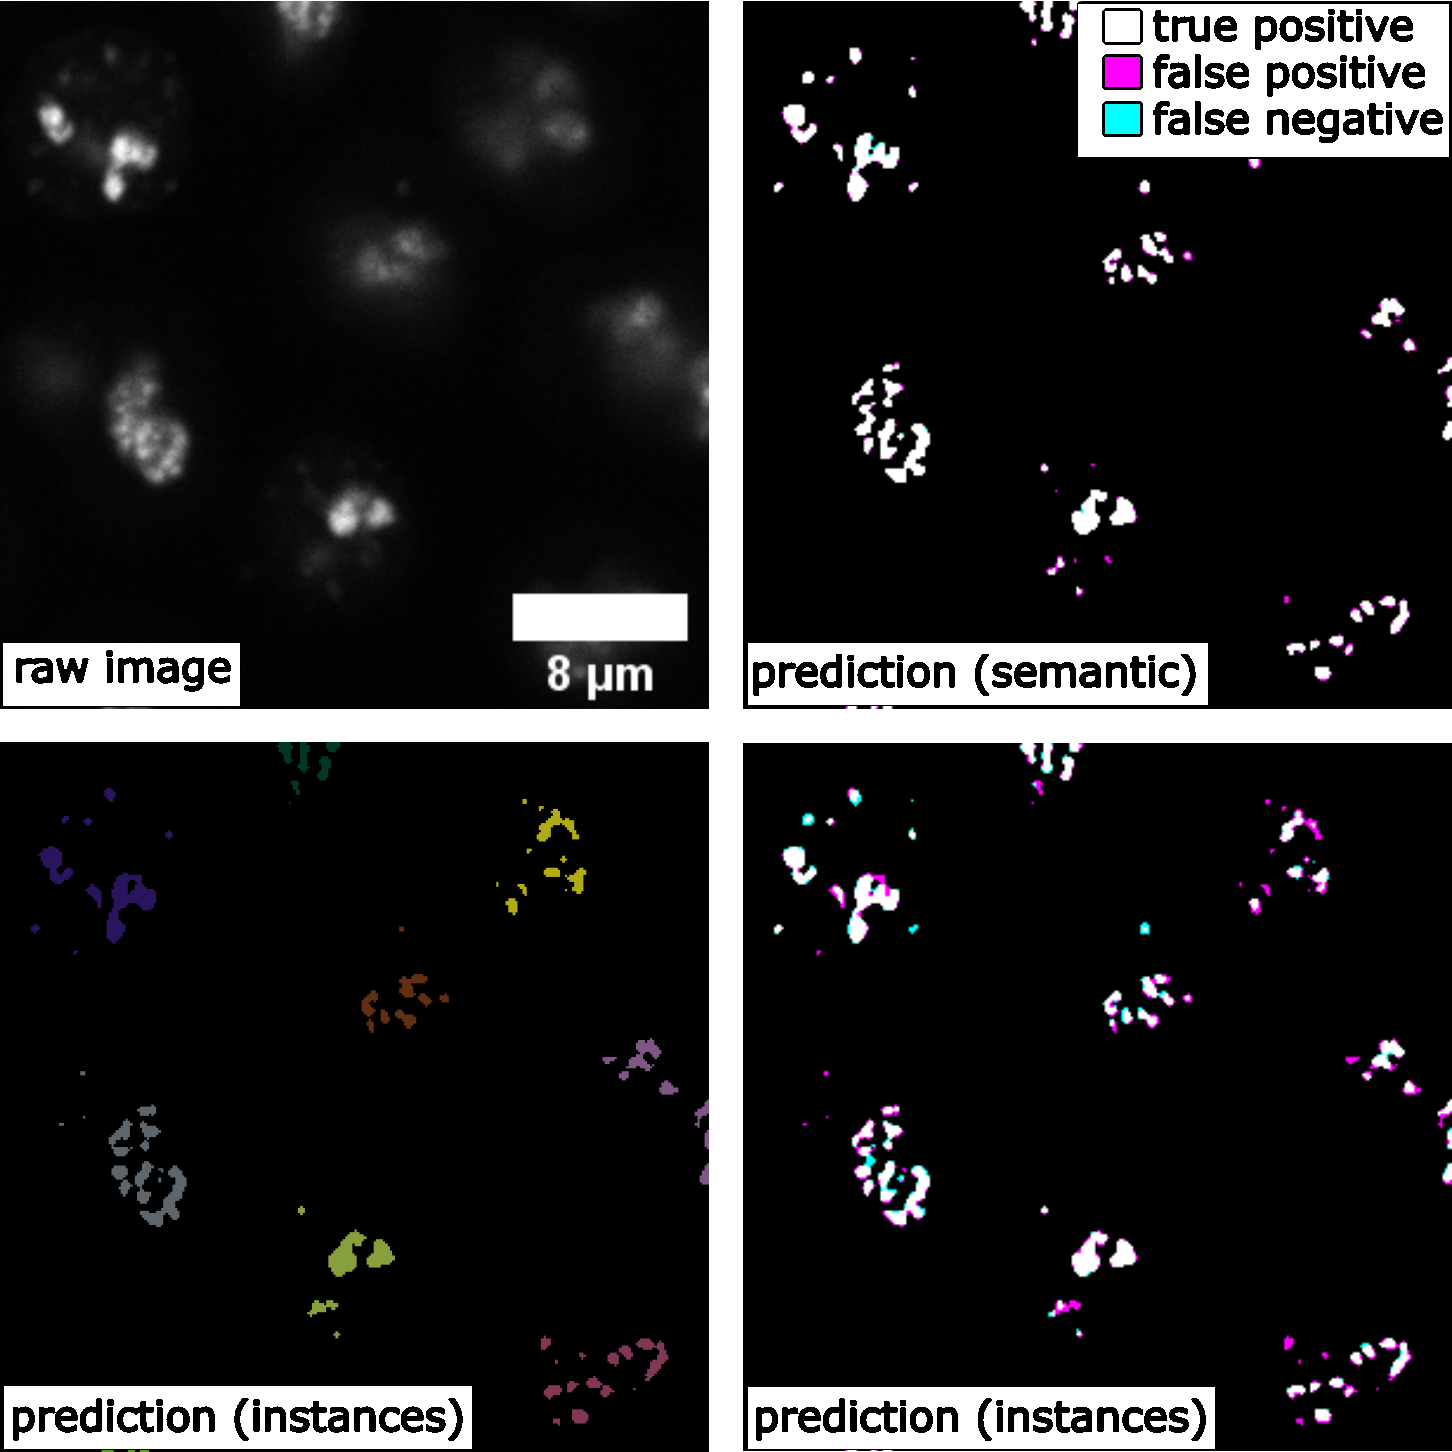 true positive
false positive
false negative
8 µm
raw image
prediction (semantic)
prediction (instances)
prediction (instances)